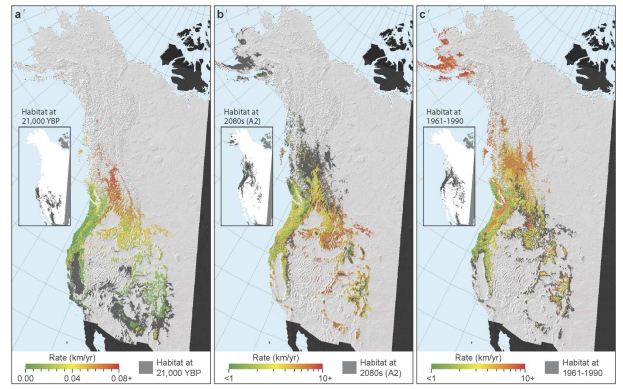 a
Habitat at
21,000 YBP
Rate (km/yr)
0.00
0.04
0.08+
Habitat at
21,000 YBP
b
Habitat at
2080s (A2)
Rate (km/yr)
<1
10+
Habitat at
2080s (A2)
c
Habitat at
1961-1990
Rate (km/yr)
<1
10+
Habitat at
1961-1990